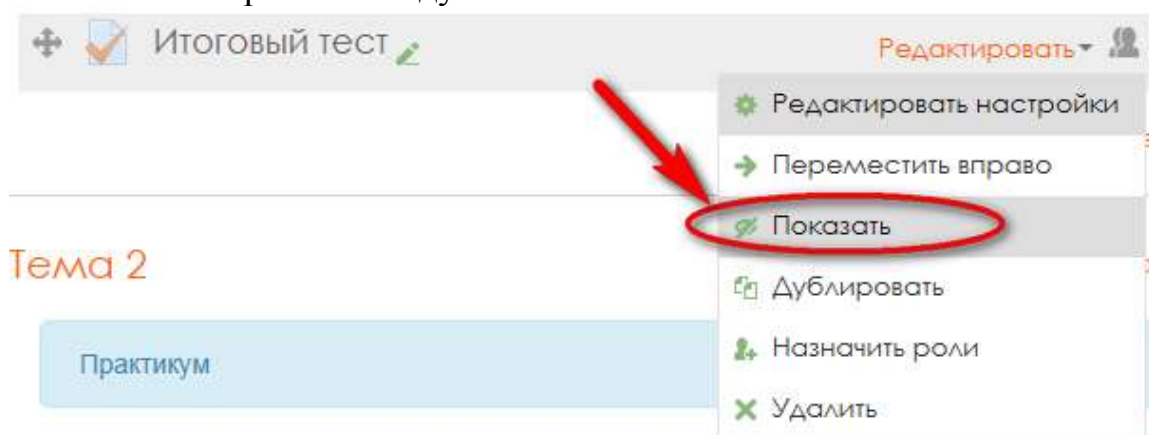 Итоговый тест
Редактировать
Редактировать настройки
Переместить вправо
Показать
Тема 2
Дублировать
Практикум
Назначить роли
Удалить